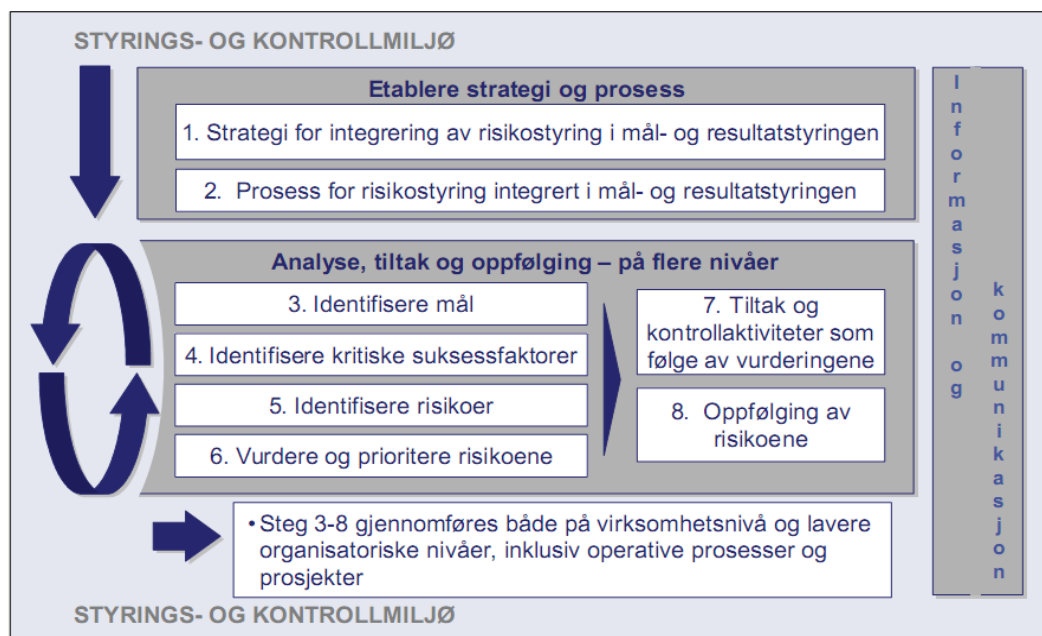 STYRINGS- OG KONTROLLMILJØ
Etablere strategi og prosess
1. Strategi for integrering av risikostyring i mål- og resultatstyringen
2. Prosess for risikostyring integrert i mål- og resultatstyringen
Analyse, tiltak og oppfølging – på flere nivåer
3. Identifisere mål
4. Identifisere kritiske suksessfaktorer
5. Identifisere risikoer
6. Vurdere og prioritere risikoene
7. Tiltak og
kontrollaktiviteter som
følge av vurderingene
8. Oppfølging av
risikoene
• Steg 3-8 gjennomføres både på virksomhetsnivå og lavere
organisatoriske nivåer, inklusiv operative prosesser og
prosjekter
Informasjon og
kommunikasjon
STYRINGS- OG KONTROLLMILJØ